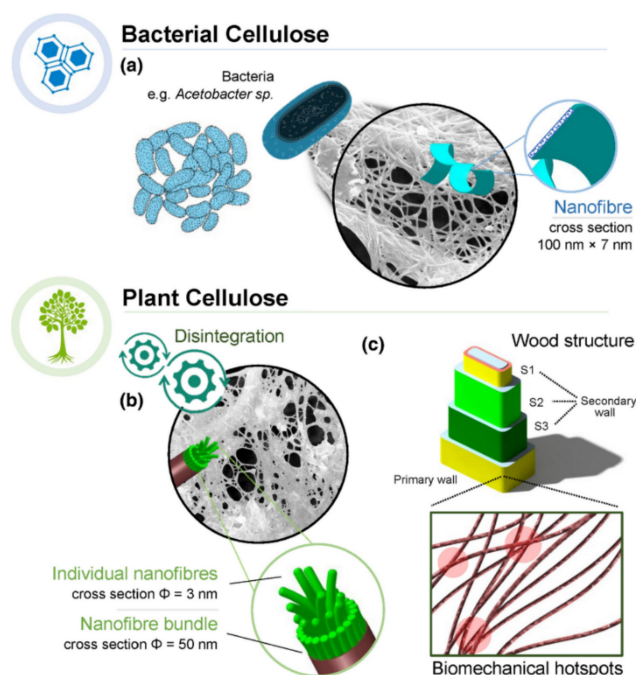 Bacterial Cellulose
(a)
Bacteria
e.g. Acetobacter sp.
Nanofibre
cross section
100 nm × 7 nm
Plant Cellulose
Disintegration
(b)
Individual nanofibres
cross section Φ = 3 nm
Nanofibre bundle
cross section Φ = 50 nm
(c)
Wood structure
S1
S2
S3
Secondary
wall
Primary wall
Biomechanical hotspots